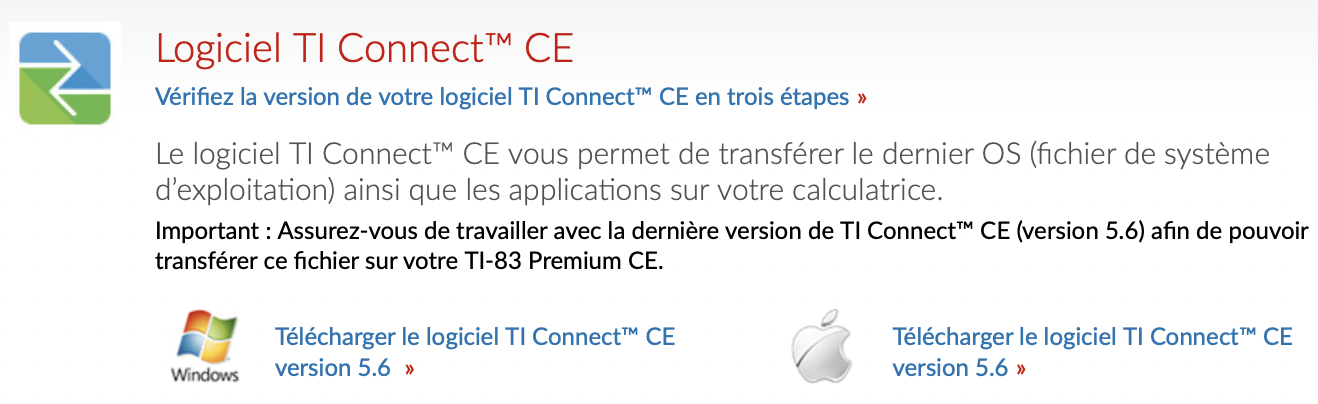 Logiciel TI Connect™ CE
Vérifiez la version de votre logiciel TI Connect™ CE en trois étapes »
Le logiciel TI Connect™ CE vous permet de transférer le dernier OS (fichier de système
d’exploitation) ainsi que les applications sur votre calculatrice.
Important : Assurez-vous de travailler avec la dernière version de TI Connect™ CE (version 5.6) afin de pouvoir
transférer ce fichier sur votre TI-83 Premium CE.
Windows
Télécharger le logiciel TI Connect™ CE
version 5.6 »
Télécharger le logiciel TI Connect™ CE
version 5.6 »